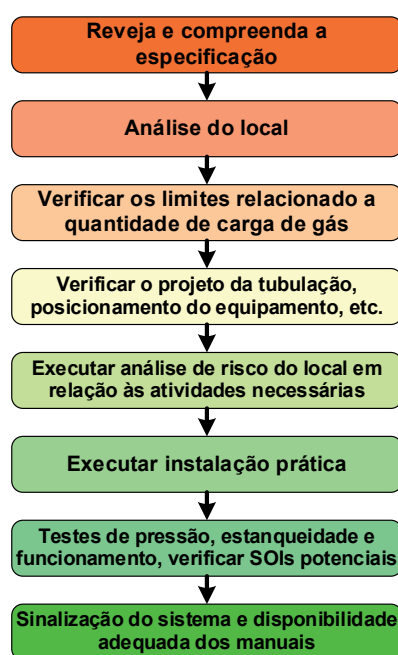 Reveja e compreenda a
especificação
Análise do local
Verificar os limites relacionado a
quantidade de carga de gás
Verificar o projeto da tubulação,
posicionamento do equipamento, etc.
Executar análise de risco do local em
relação às atividades necessárias
Executar instalação prática
Testes de pressão, estanqueidade e
funcionamento, verificar SOIs potenciais
Sinalização do sistema e disponibilidade
adequada dos manuais